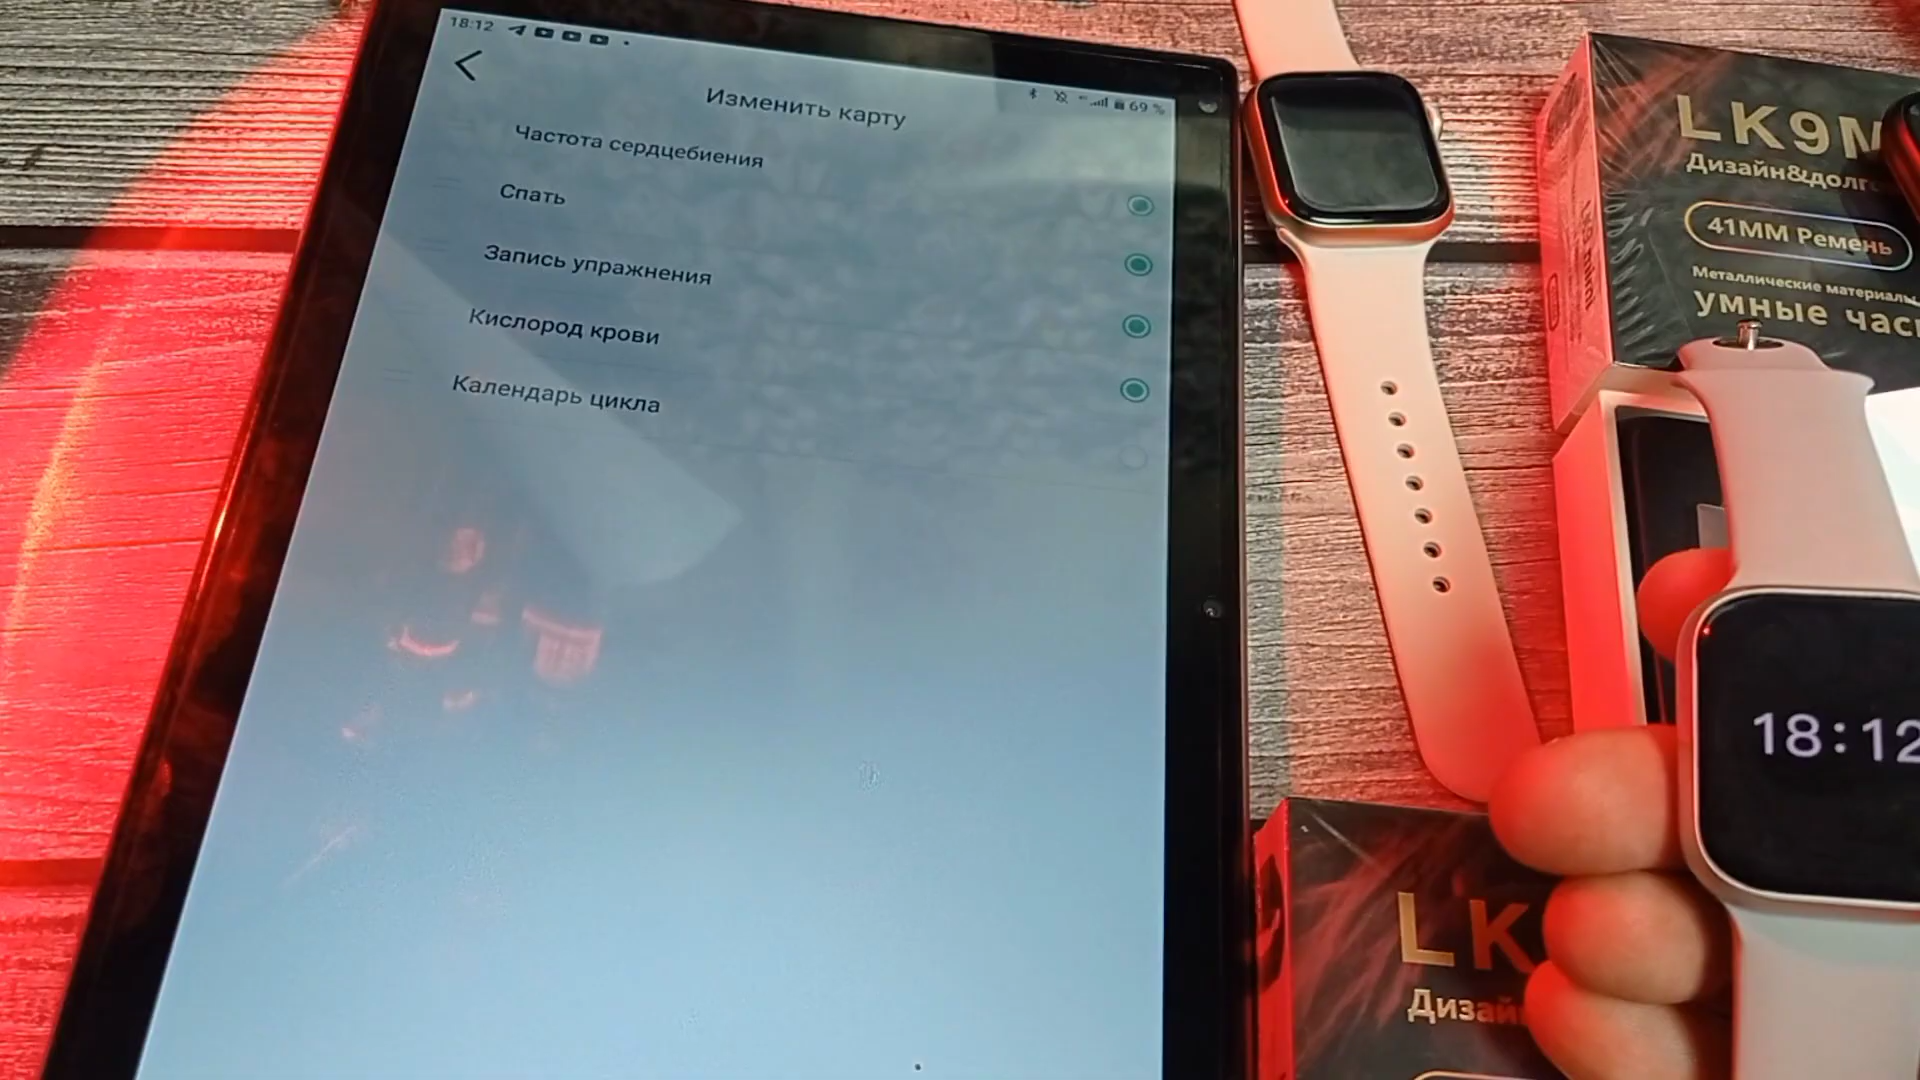 18:12
69 %
Изменить карту
Частота сердцебиения
Спать
Запись упражнения
Кислород крови
Календарь цикла
LK9M
Дизайн&долг
41ММ Ремень
Металлические материалы
умные час
18:12
LK
Дизай